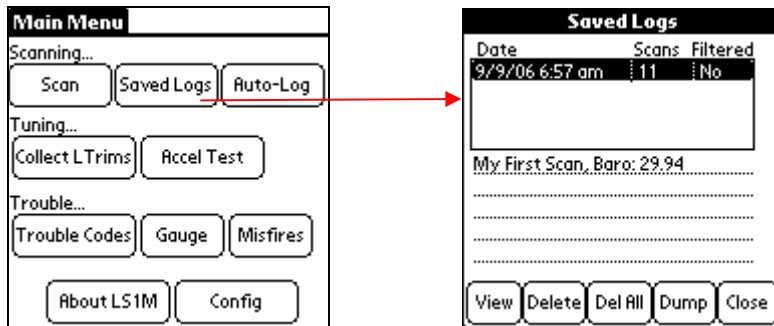 Main Menu
Scanning...
Scan Saved Logs Auto-Log
Tuning...
Collect LTrims Accel Test
Trouble...
Trouble Codes Gauge Misfires
About LS1M Config
Saved Logs
Date Scans Filtered
9/9/06 6:57 am 11 No
My First Scan, Baro: 29.94
View Delete Del All Dump Close